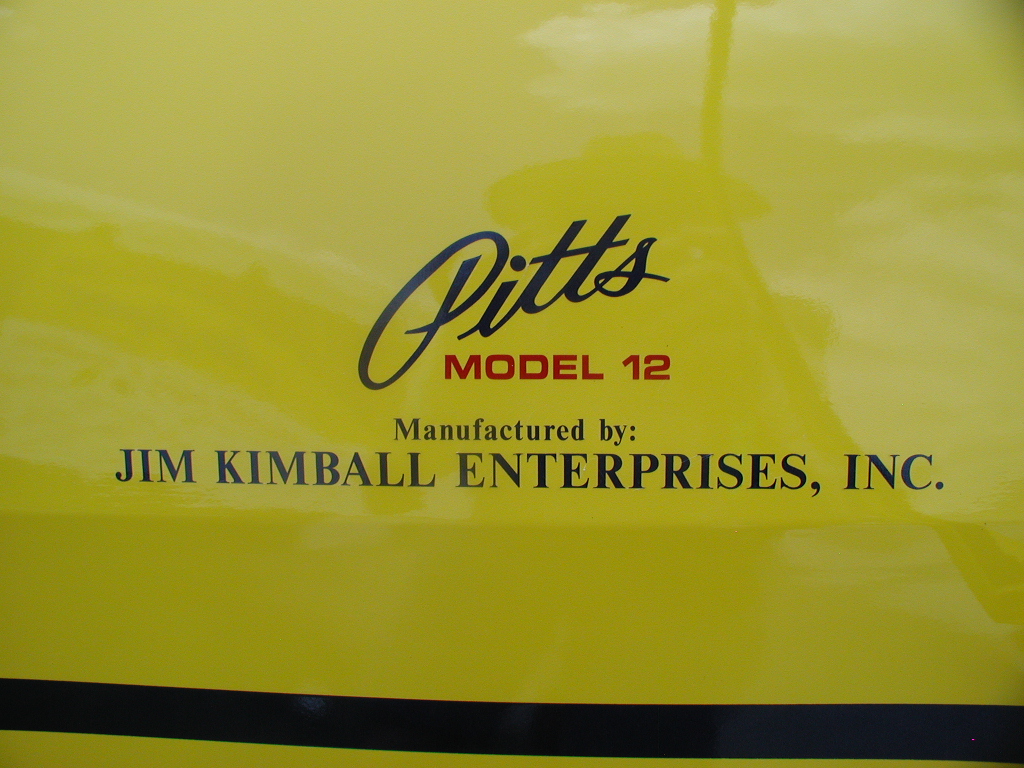 Pitts
MODEL 12
Manufactured by:
JIM KIMBALL ENTERPRISES, INC.